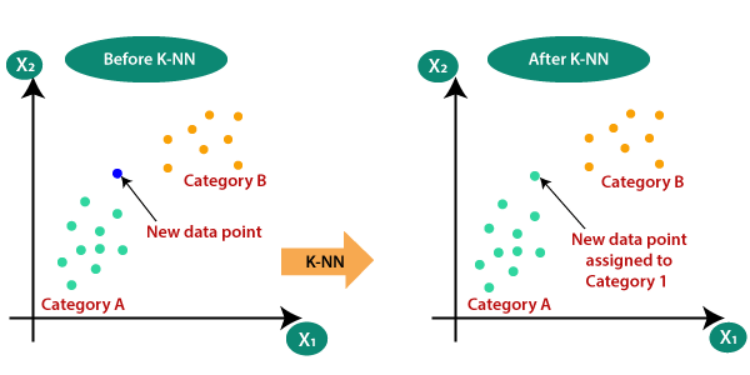 Before K-NN
X₂
Category B
New data point
Category A
X₁
K-NN
After K-NN
X₂
Category B
New data point
assigned to
Category 1
Category A
X₁